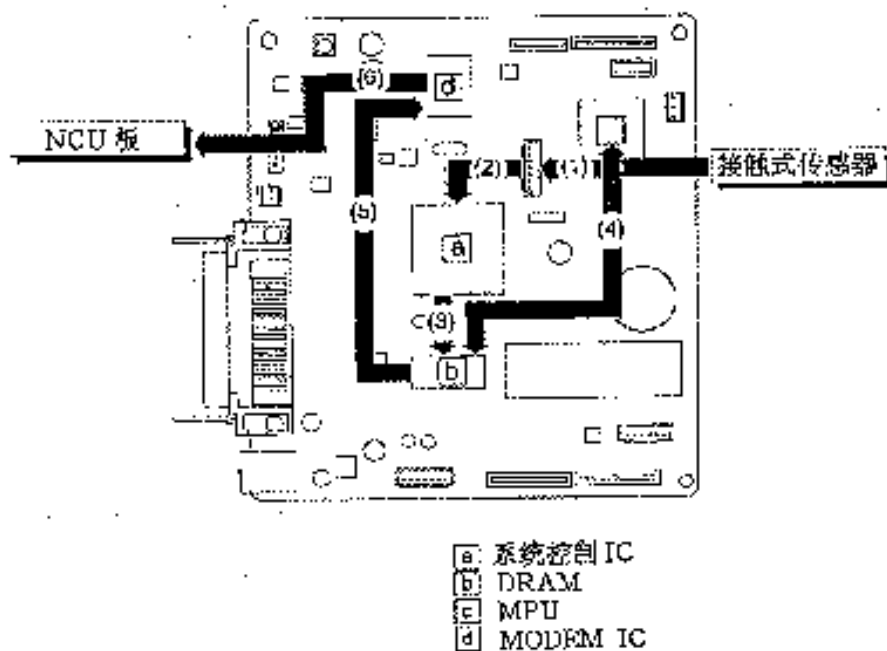 (6)
d
NCU 板
(2)
(1)
接触式传感器
(5)
(4)
a
(3)
b
a 系统控制 IC
b DRAM
c MPU
d MODEM IC